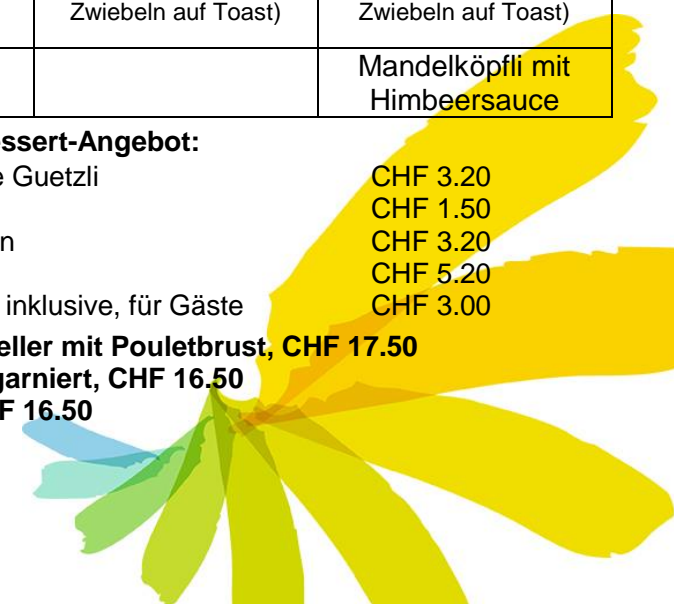 Zwiebeln auf Toast) Zwiebeln auf Toast)
Mandelköpfli mit
Himbeersauce
ssert-Angebot:
e Guetzli CHF 3.20
CHF 1.50
n CHF 3.20
CHF 5.20
inklusive, für Gäste CHF 3.00
eller mit Pouletbrust, CHF 17.50
garniert, CHF 16.50
F 16.50